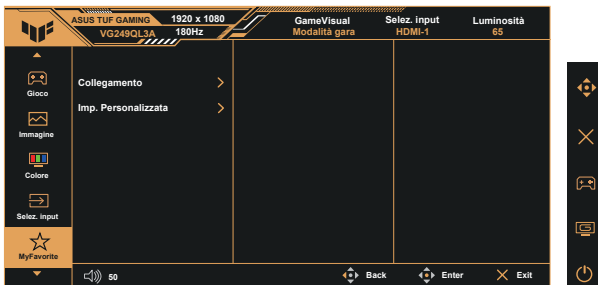 ASUS TUF GAMING 1920 x 1080 GameVisual Selez. input Luminosità
VG249QL3A 180Hz Modalità gara HDMI-1 65
Gioco
Collegamento
Imp. Personalizzata
Immagine
Colore
Selez. input
MyFavorite
50 Back Enter Exit